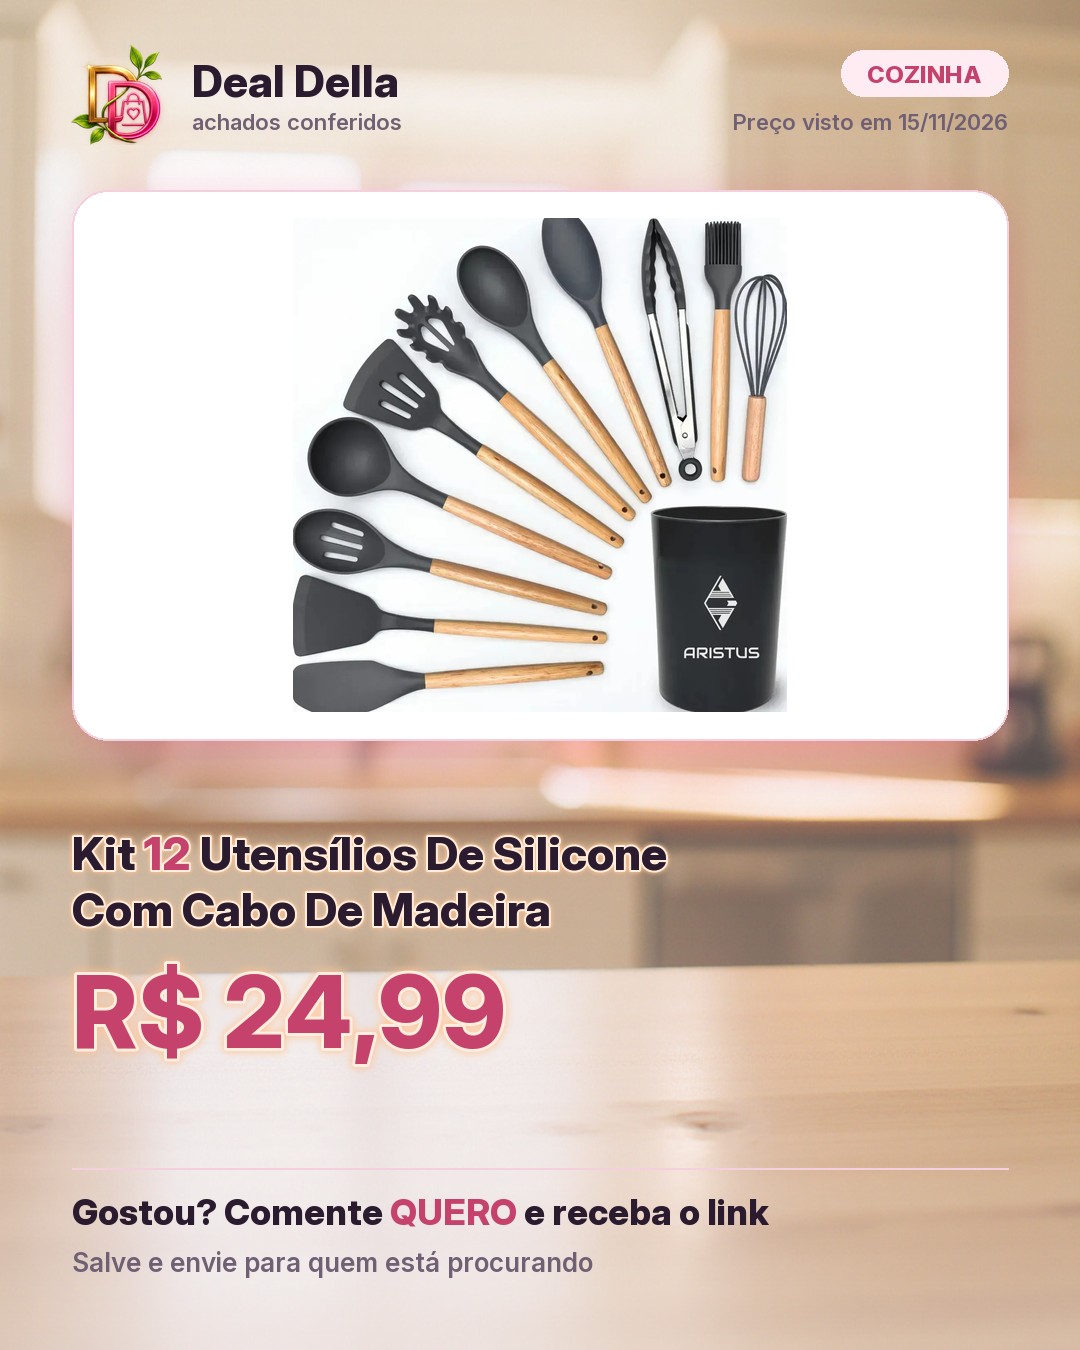 Deal Della
achados conferidos
COZINHA
Preço visto em 15/11/2026
ARISTUS
Kit 12 Utensílios De Silicone
Com Cabo De Madeira
R$ 24,99
Gostou? Comente QUERO e receba o link
Salve e envie para quem está procurando